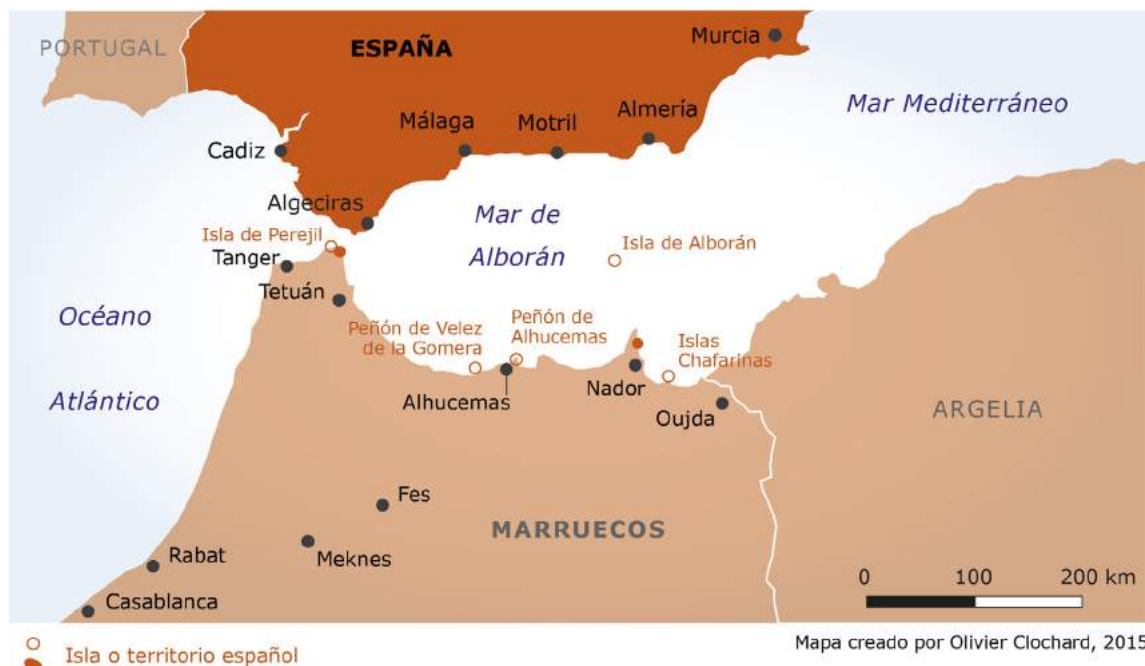 PORTUGAL
ESPAÑA
Murcia
Mar Mediterráneo
Málaga
Motril
Almería
Cadiz
Algeciras
Mar de
Alborán
Isla de Perejil
Isla de Alborán
Tanger
Tetuán
Océano
Atlántico
Peñón de Velez
de la Gomera
Peñón de
Alhucemas
Islas
Chafarinas
Alhucemas
Nador
Oujda
ARGELIA
Fes
MARRUECOS
Meknes
Rabat
Casablanca
0 100 200 km
Isla o territorio español
Mapa creado por Olivier Clochard, 2015